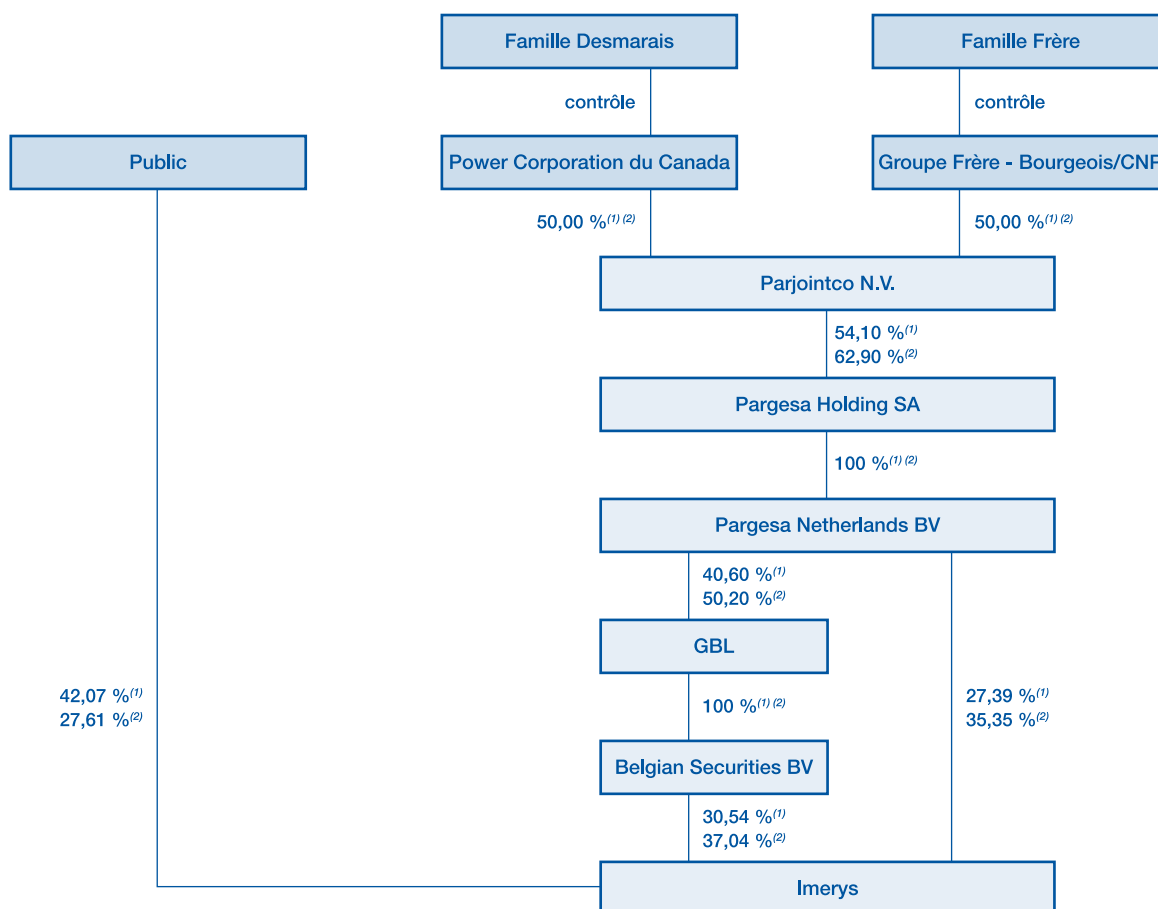 Famille Desmarais
Famille Frère
contrôle
contrôle
Public
Power Corporation du Canada
Groupe Frère - Bourgeois/CNP
50,00 %(1) (2)
50,00 %(1) (2)
Parjointco N.V.
54,10 %(1)
62,90 %(2)
Pargesa Holding SA
100 %(1) (2)
Pargesa Netherlands BV
40,60 %(1)
50,20 %(2)
GBL
42,07 %(1)
27,61 %(2)
100 %(1) (2)
27,39 %(1)
35,35 %(2)
Belgian Securities BV
30,54 %(1)
37,04 %(2)
Imerys